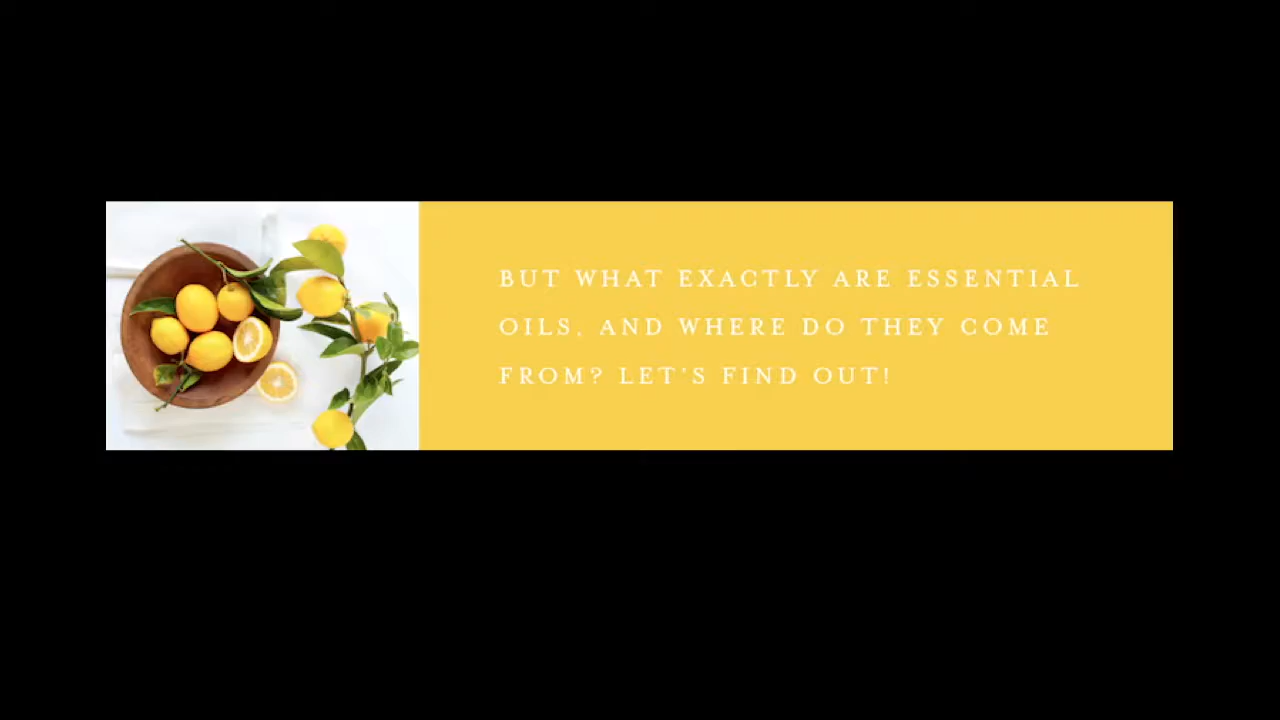 BUT WHAT EXACTLY ARE ESSENTIAL
OILS, AND WHERE DO THEY COME
FROM? LET'S FIND OUT!